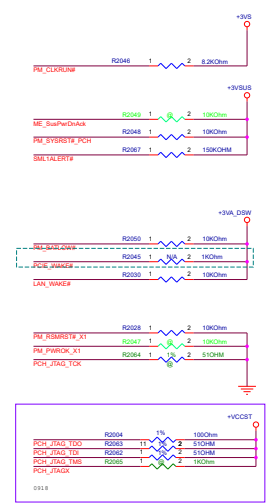 +3VS
R2046 1 2 8.2KOhm
PM_CLKRUN#
+3VSUS
R2049 1 @ 2 10KOhm
ME_SusPwrDnAck
R2048 1 2 10KOhm
PM_SYSRST#_PCH
R2067 1 2 150KOHM
SML1ALERT#
+3VA_DSW
R2050 1 2 10KOhm
PM_BATLOW#
R2045 1 N/A 2 1KOhm
PCIE_WAKE#
R2030 1 2 10KOhm
LAN_WAKE#
R2028 1 2 10KOhm
PM_RSMRST#_X1
R2047 1 @ 2 10KOhm
PM_PWROK_X1
R2064 1 1% 2 51OHM
PCH_JTAG_TCK @
+VCCST
R2004 1% 100Ohm
PCH_JTAG_TDO R2063 11 2 51OHM
PCH_JTAG_TDI R2062 1 2 51OHM
PCH_JTAG_TMS R2065 1 @ 2 1KOhm
PCH_JTAGX
0918